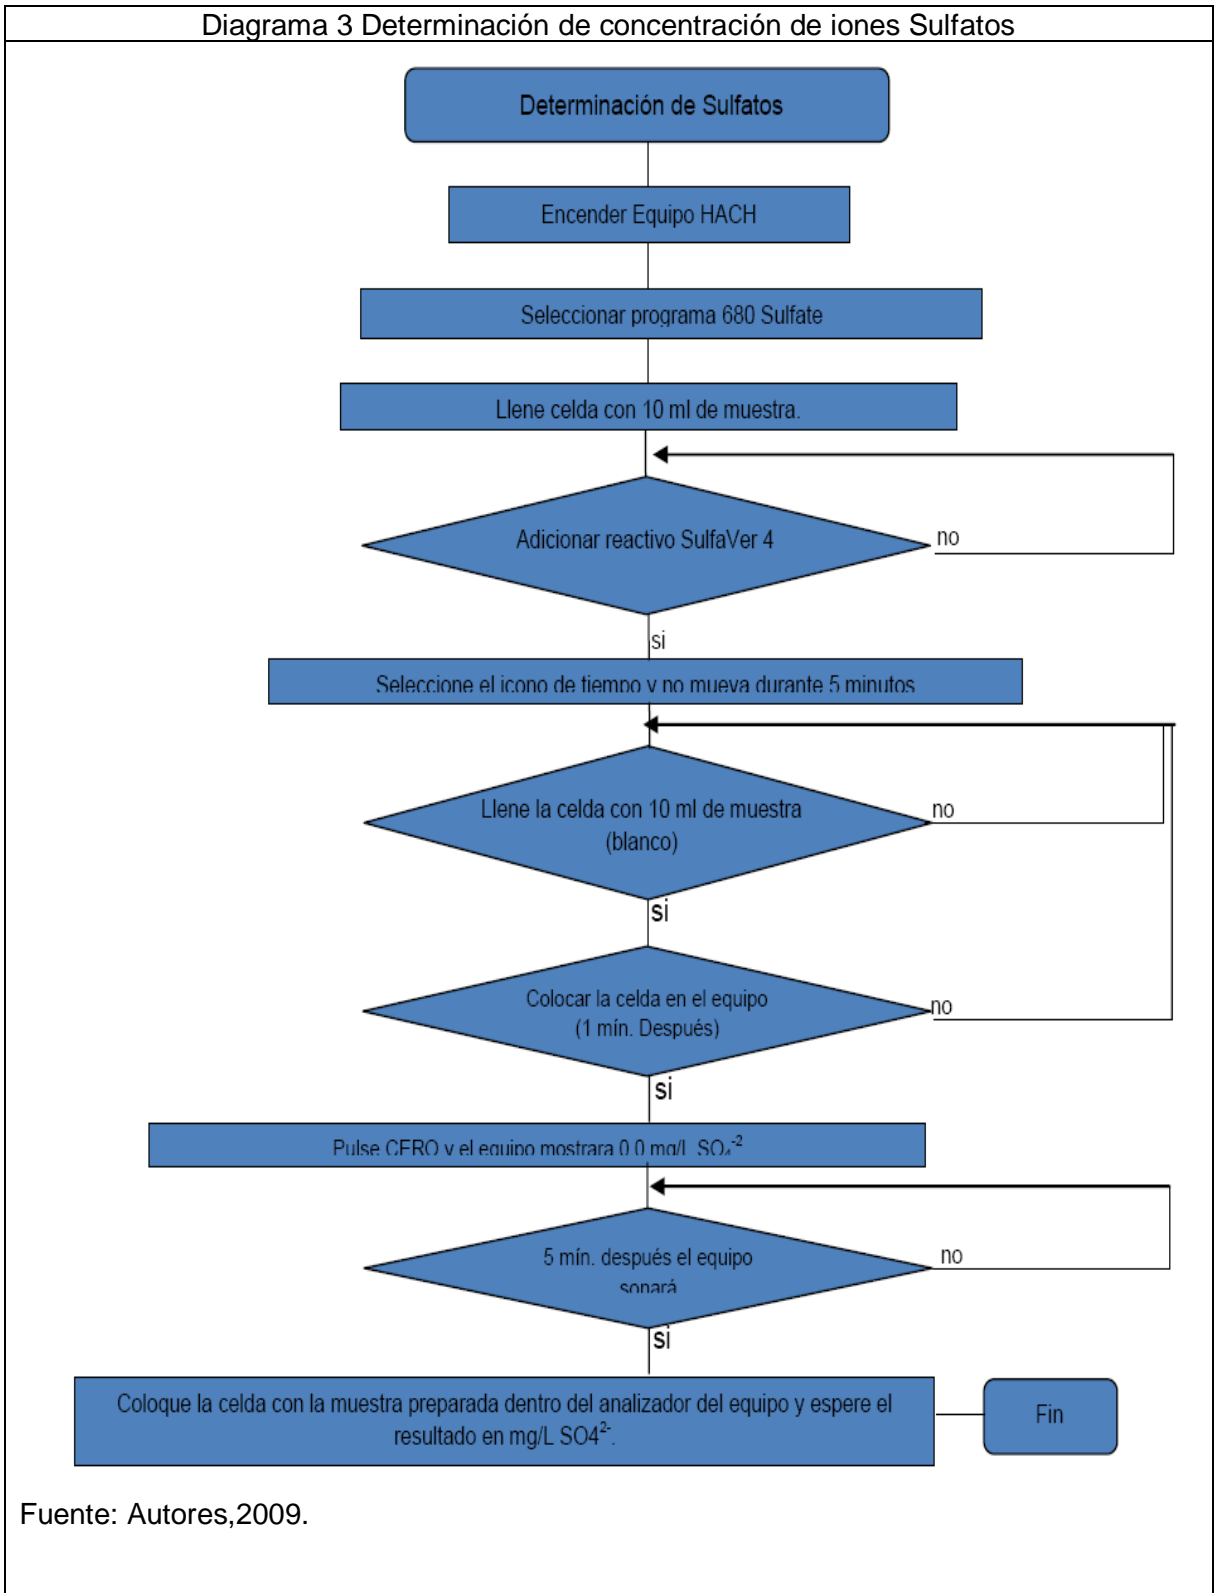 Diagrama 3 Determinación de concentración de iones Sulfatos
Determinación de Sulfatos
Encender Equipo HACH
Seleccionar programa 680 Sulfate
Llene celda con 10 ml de muestra.
Adicionar reactivo SulfaVer 4
no
si
Seleccione el icono de tiempo y no mueva durante 5 minutos
Llene la celda con 10 ml de muestra
(blanco)
no
si
Colocar la celda en el equipo
(1 mín. Después)
no
si
Pulse CERO y el equipo mostrara 0.0 mg/L SO₄⁻²
5 mín. después el equipo
sonará
no
si
Coloque la celda con la muestra preparada dentro del analizador del equipo y espere el
resultado en mg/L SO4²⁻.
Fin
Fuente: Autores,2009.